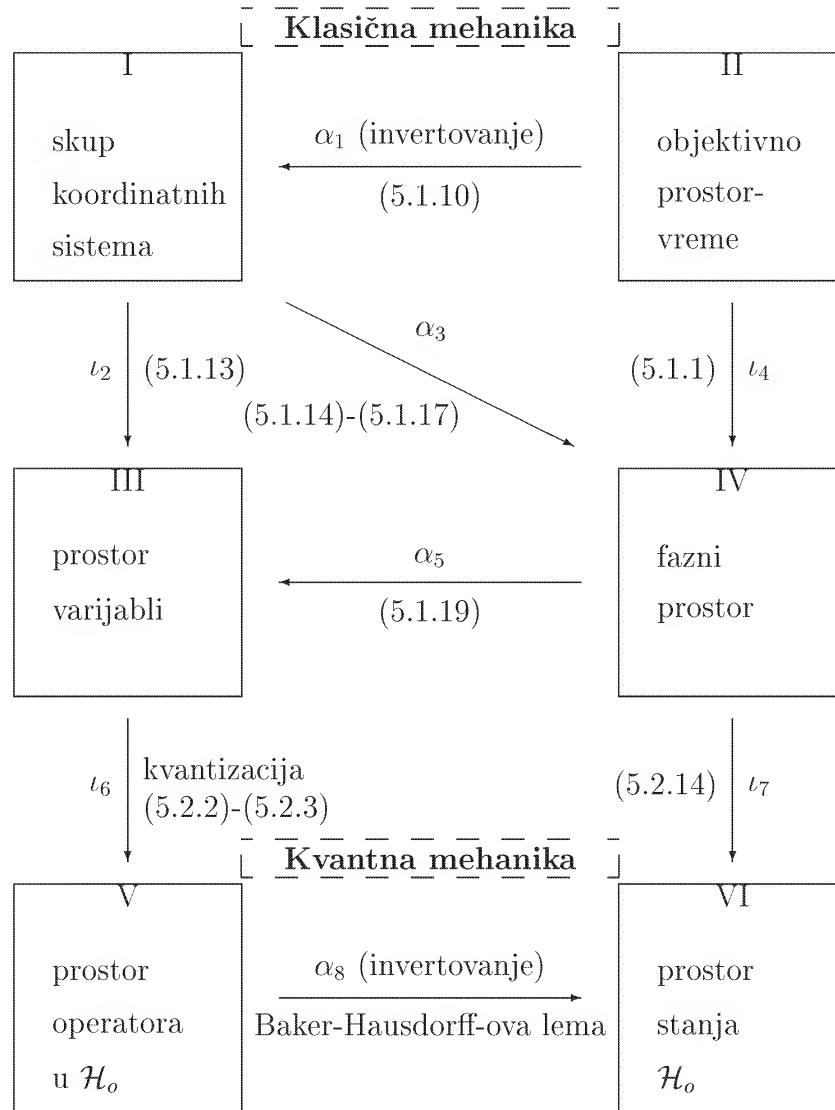 Klasična mehanika
I
skup
koordinatnih
sistema
α₁ (invertovanje)
(5.1.10)
II
objektivno
prostor-
vreme
ι₂ (5.1.13)
α₃
(5.1.14)-(5.1.17)
(5.1.1) ι₄
III
prostor
varijabli
α₅
(5.1.19)
IV
fazni
prostor
ι₆ kvantizacija
(5.2.2)-(5.2.3)
(5.2.14) ι₇
Kvantna mehanika
V
prostor
operatora
u ℋₒ
α₈ (invertovanje)
Baker-Hausdorff-ova lema
VI
prostor
stanja
ℋₒ